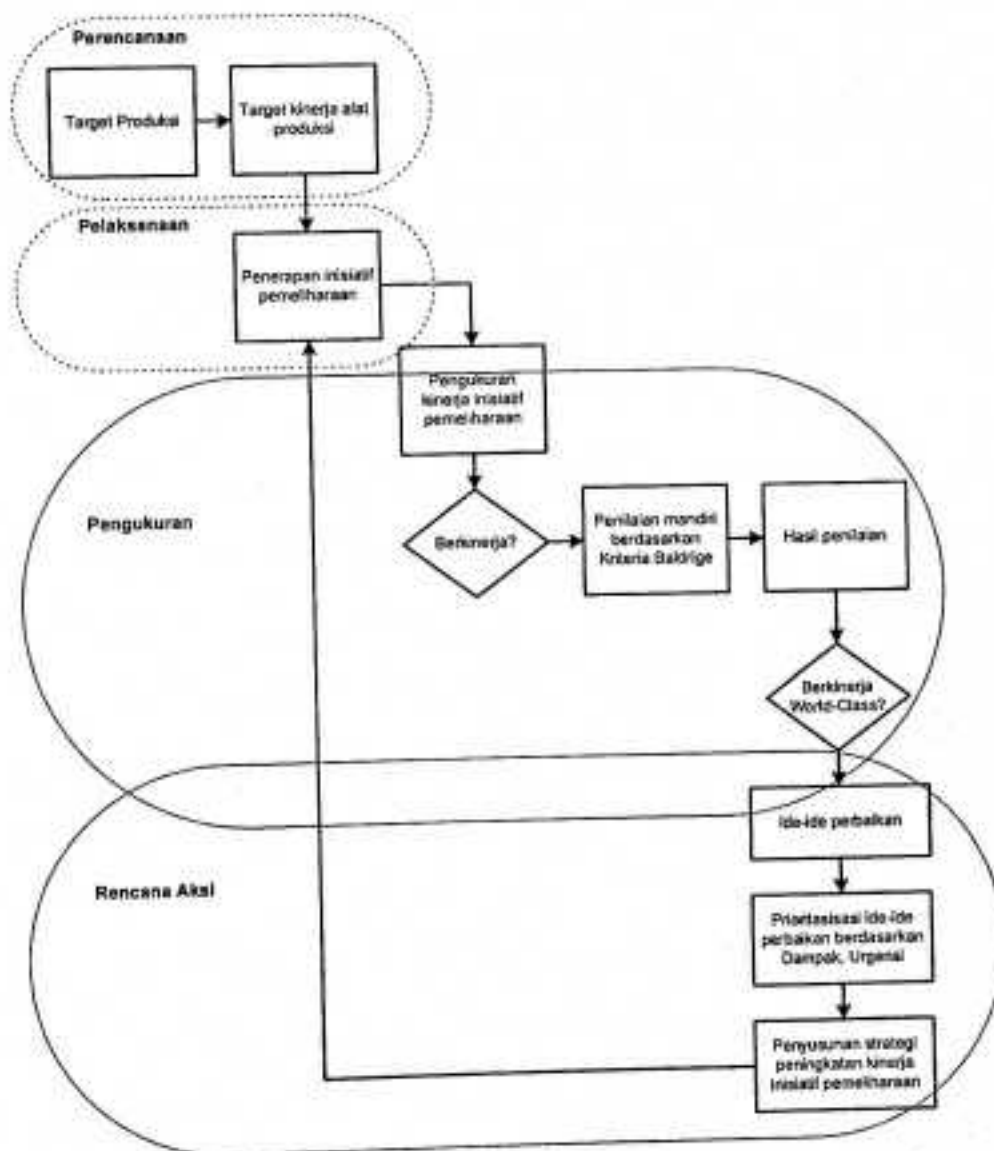 Perencanaan
Target Produksi
Target kinerja alat
produksi
Pelaksanaan
Penerapan inisiatif
pemeliharaan
Pengukuran
kinerja inisiatif
pemeliharaan
Pengukuran
Berkinerja?
Penilaian mandiri
berdasarkan
Kriteria Baldrige
Hasil penilaian
Berkinerja
World-Class?
Ide-ide perbaikan
Rencana Aksi
Priortasisasi ide-ide
perbaikan berdasarkan
Dampak, Urgensi
Penyusunan strategi
peningkatan kinerja
inisiatif pemeliharaan